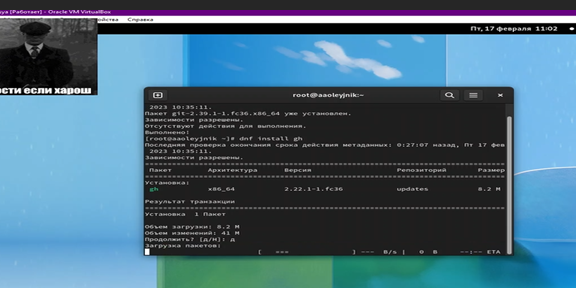 [Работает] - Oracle VM VirtualBox
Справка
Пт, 17 февраля 11:02
сти если харош
root@aaoleyjnik:~
2023 10:35:11.
Пакет git-2.39.1-1.fc36.x86_64 уже установлен.
Зависимости разрешены.
Отсутствуют действия для выполнения.
Выполнено!
[root@aaoleyjnik ~]# dnf install gh
Последняя проверка окончания срока действия метаданных: 0:27:07 назад, Пт 17 фев
2023 10:35:11.
Зависимости разрешены.
Пакет Архитектура Версия Репозиторий Размер
Установка:
gh x86_64 2.22.1-1.fc36 updates 8.2 M
Результат транзакции
Установка 1 Пакет
Объем загрузки: 8.2 M
Объем изменений: 41 M
Продолжить? [д/Н]: д
Загрузка пакетов:
[ === ] --- B/s | 0 B --:-- ETA